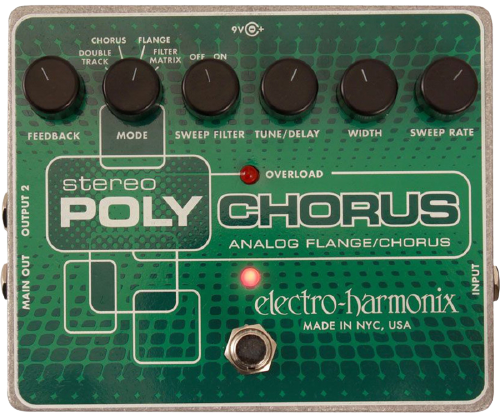 9V
CHORUS FLANGE
DOUBLE TRACK
FILTER MATRIX
OFF ON
FEEDBACK MODE SWEEP FILTER TUNE/DELAY WIDTH SWEEP RATE
OVERLOAD
stereo
POLY CHORUS
ANALOG FLANGE/CHORUS
OUTPUT 2
MAIN OUT
INPUT
electro-harmonix
MADE IN NYC, USA